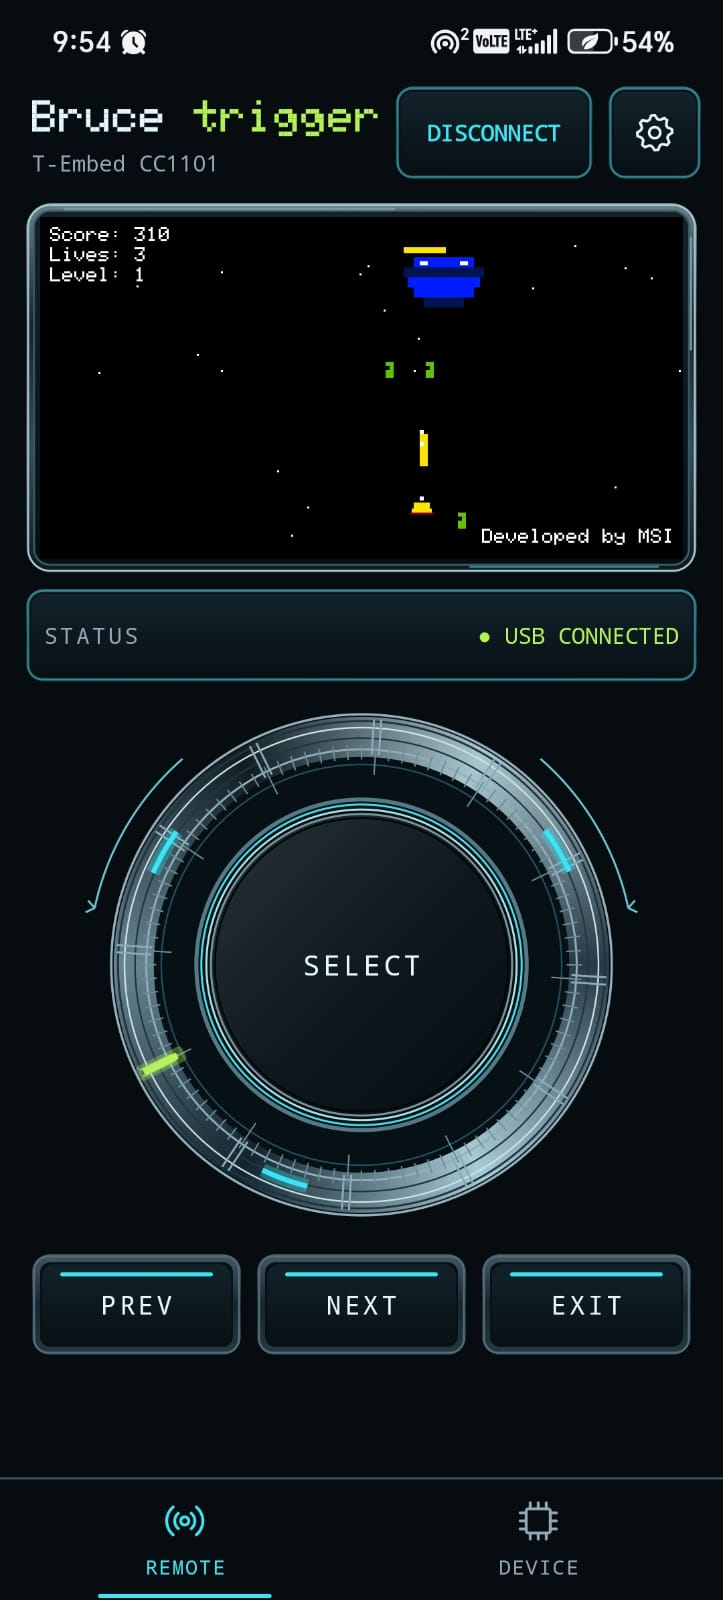 9:54
2 VoLTE LTE+ 54%
Bruce trigger
T-Embed CC1101
DISCONNECT
Score: 310
Lives: 3
Level: 1
Developed by MSI
STATUS
USB CONNECTED
SELECT
PREV
NEXT
EXIT
REMOTE
DEVICE